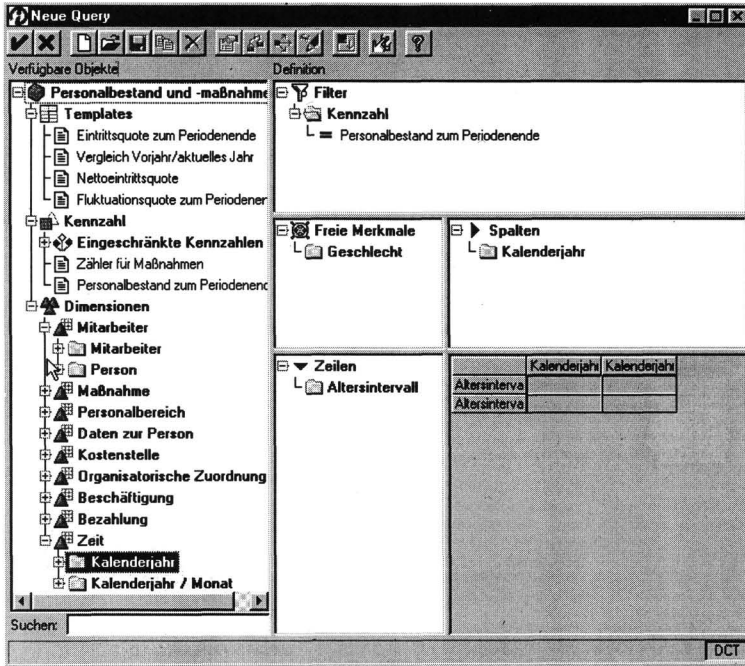 Neue Query
Verfügbare Objekte
Personalbestand und -maßnahme
Templates
Eintrittsquote zum Periodenende
Vergleich Vorjahr/aktuelles Jahr
Nettoeintrittsquote
Fluktuationsquote zum Periodener
Kennzahl
Eingeschränkte Kennzahlen
Zähler für Maßnahmen
Personalbestand zum Periodenend
Dimensionen
Mitarbeiter
Mitarbeiter
Person
Maßnahme
Personalbereich
Daten zur Person
Kostenstelle
Organisatorische Zuordnung
Beschäftigung
Bezahlung
Zeit
Kalenderjahr
Kalenderjahr / Monat
Suchen:
Definition
Filter
Kennzahl
Personalbestand zum Periodenende
Freie Merkmale
Geschlecht
Spalten
Kalenderjahr
Zeilen
Altersintervall
Kalenderjahr Kalenderjahr
Altersinterva
Altersinterva
DCT